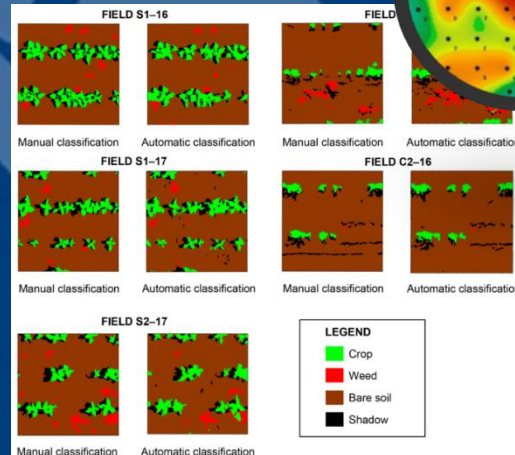 FIELD S1–16
FIELD
Manual classification
Automatic classification
Manual classification
Automatic classification
FIELD S1–17
FIELD C2–16
Manual classification
Automatic classification
Manual classification
Automatic classification
FIELD S2–17
Manual classification
Automatic classification
LEGEND
Crop
Weed
Bare soil
Shadow